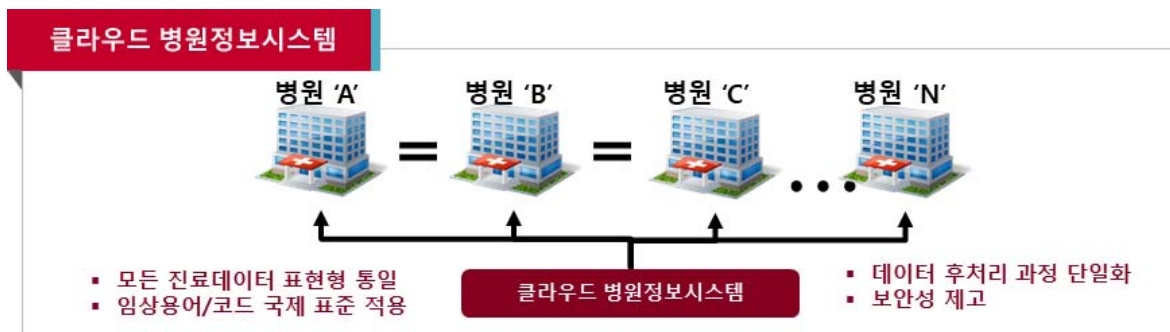 클라우드 병원정보시스템
병원 ‘A’
병원 ‘B’
병원 ‘C’
병원 ‘N’
=
=
...
▪ 모든 진료데이터 표현형 통일
▪ 임상용어/코드 국제 표준 적용
클라우드 병원정보시스템
▪ 데이터 후처리 과정 단일화
▪ 보안성 제고